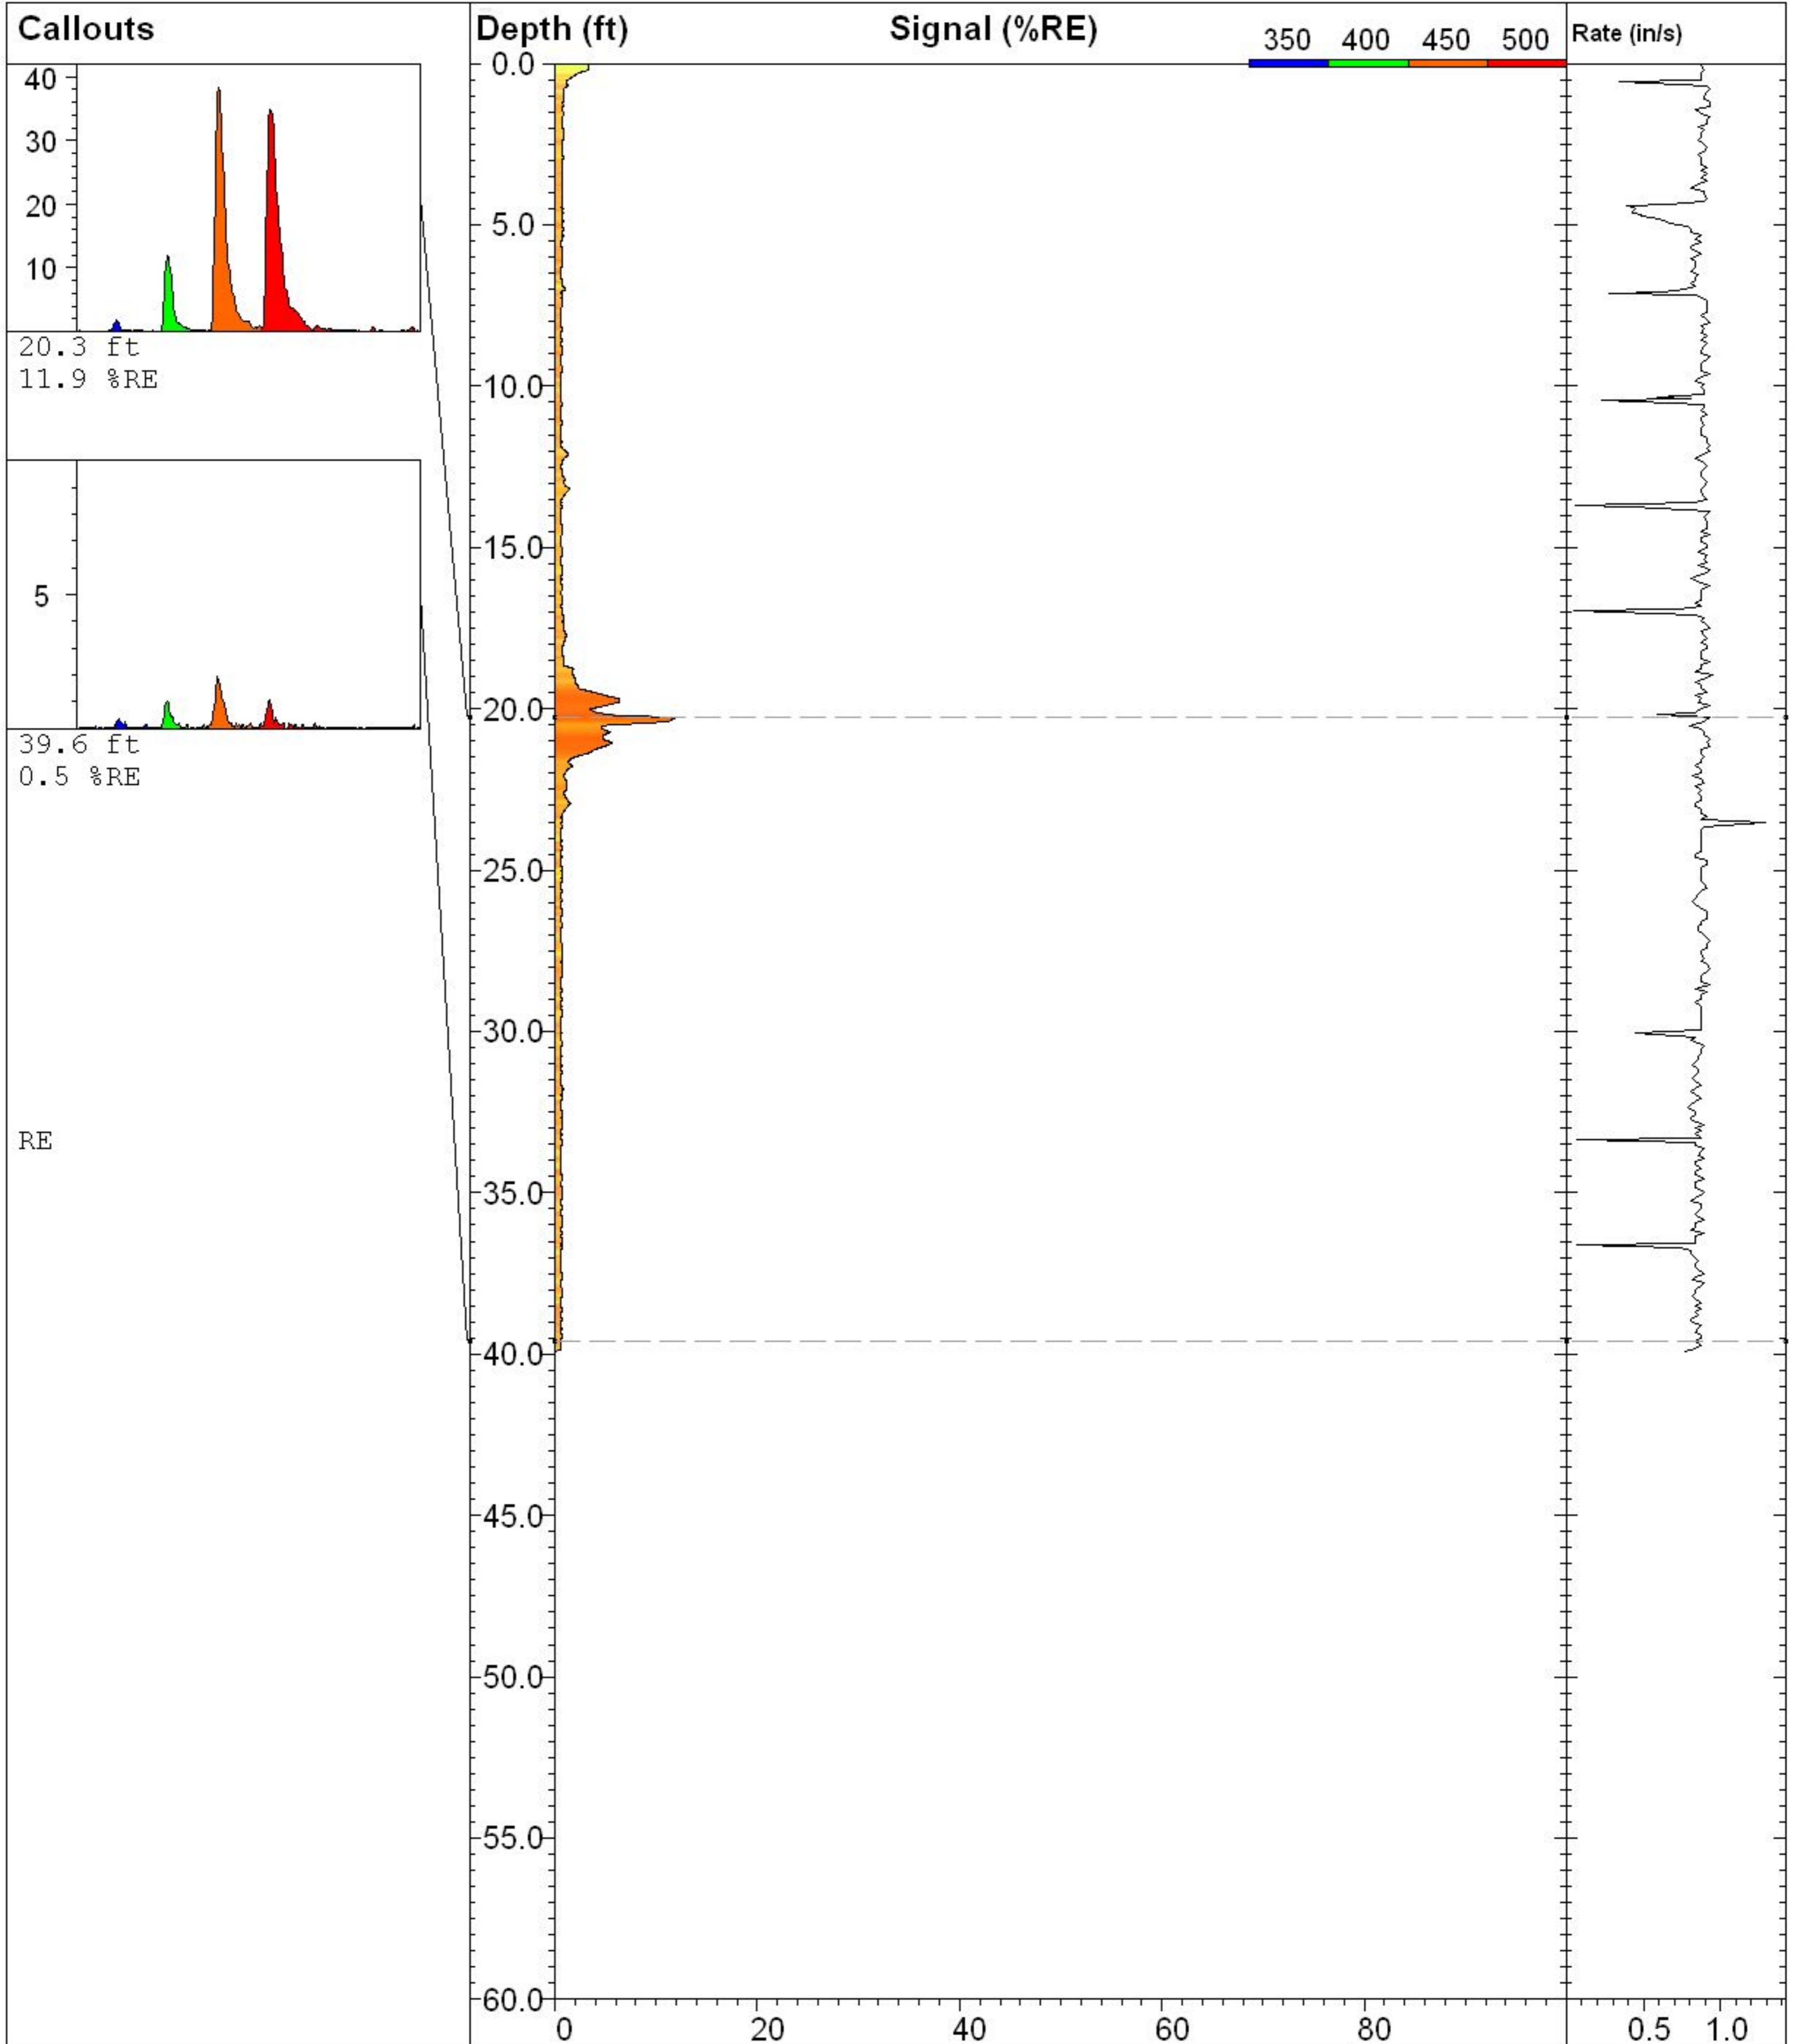 Callouts
Depth (ft)
Signal (%RE)
350 400 450 500
Rate (in/s)
40
30
20
10
20.3 ft
11.9 %RE
5
39.6 ft
0.5 %RE
RE
0.0
5.0
10.0
15.0
20.0
25.0
30.0
35.0
40.0
45.0
50.0
55.0
60.0
0 20 40 60 80
0.5 1.0